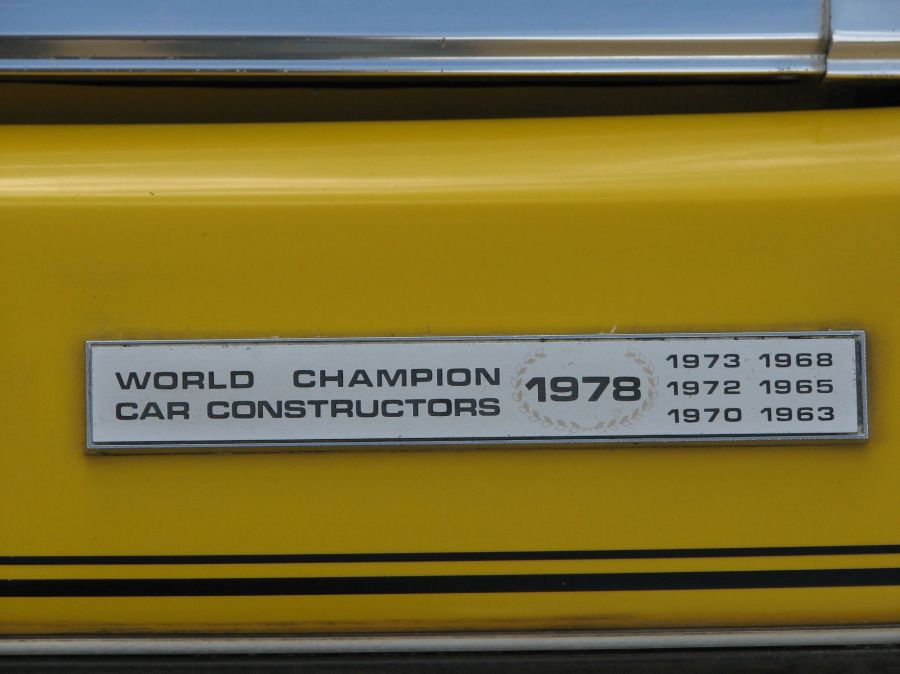 WORLD CHAMPION
CAR CONSTRUCTORS
1978
1973 1968
1972 1965
1970 1963